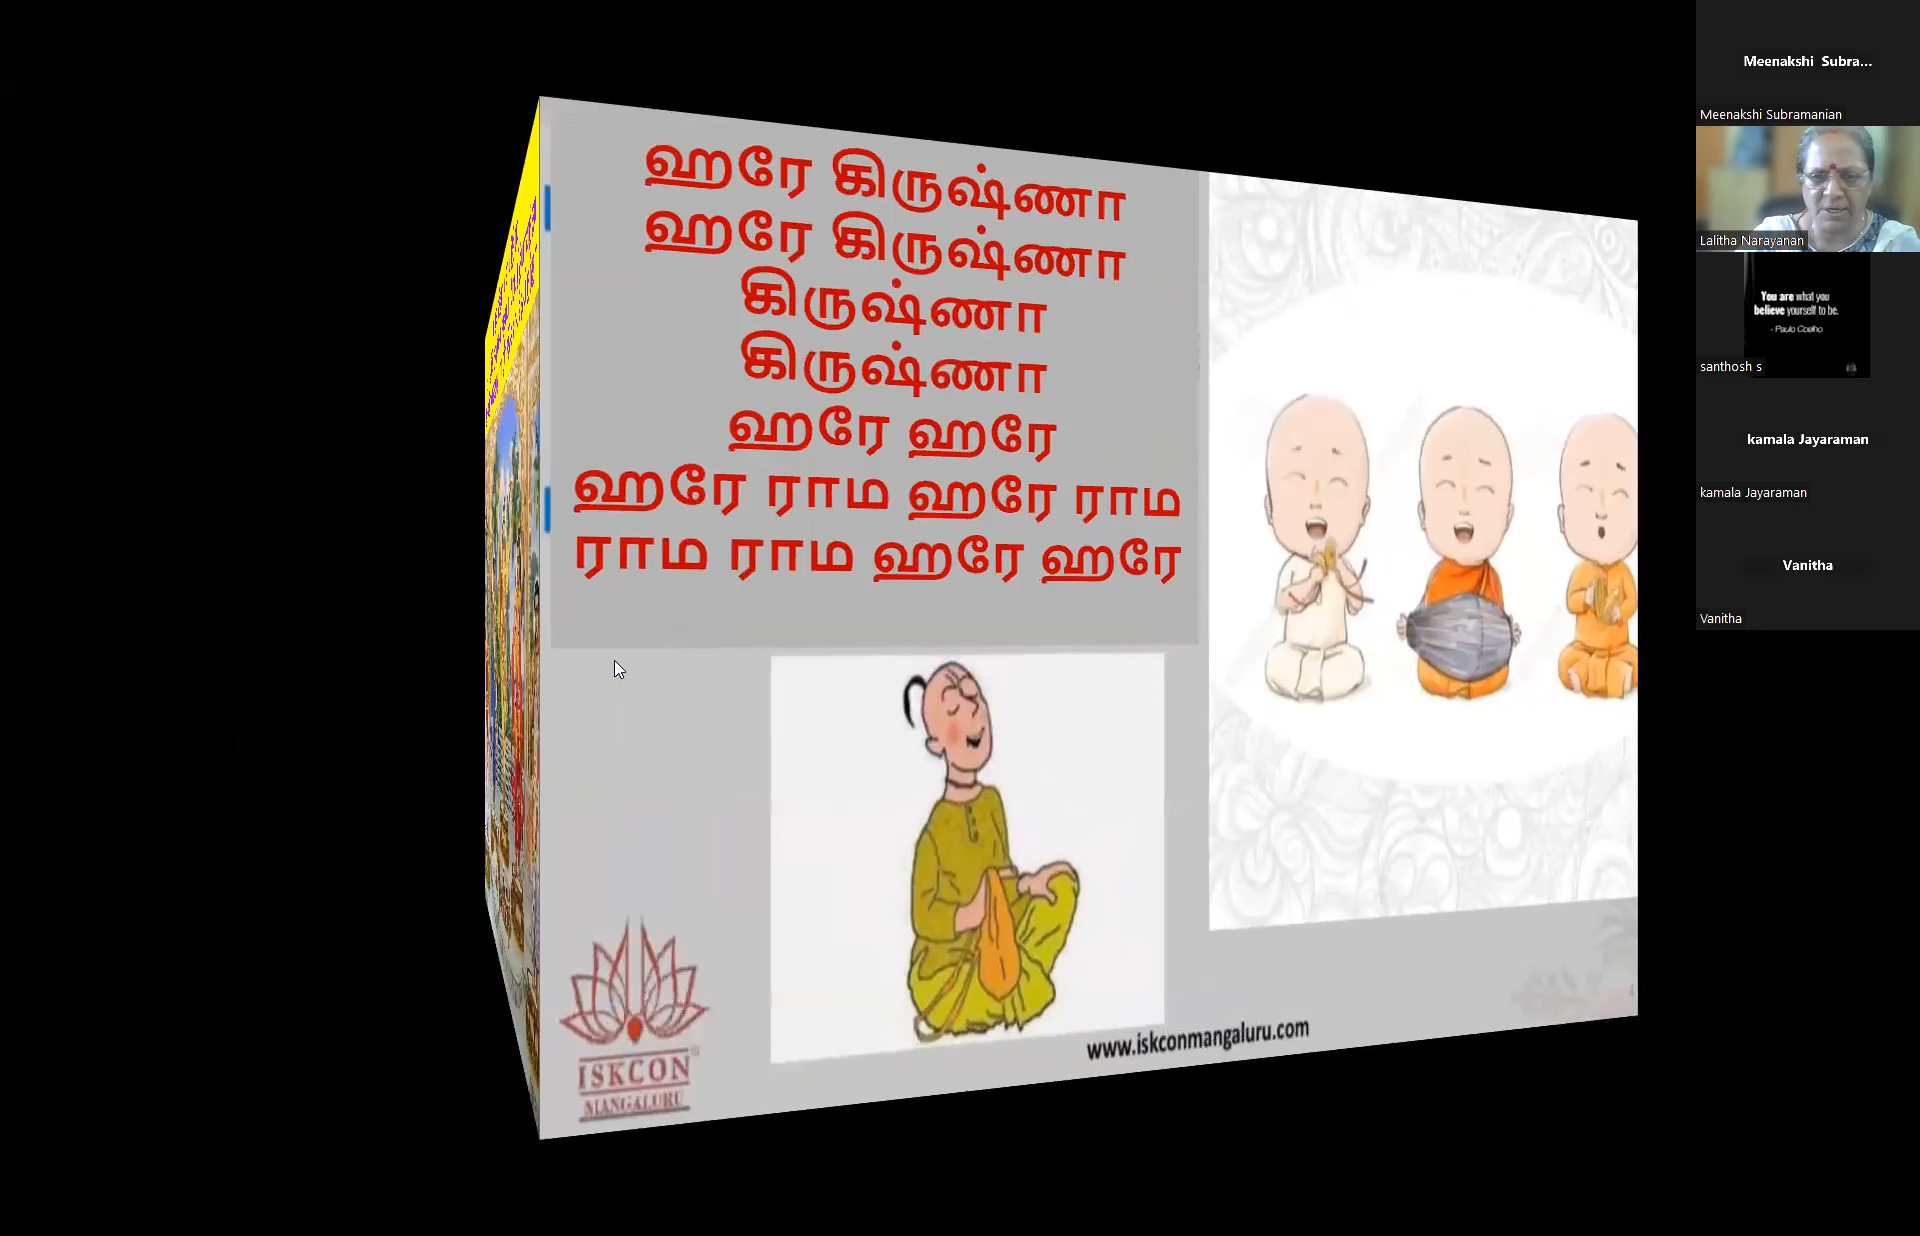 ஹரே கிருஷ்ணா
ஹரே கிருஷ்ணா
கிருஷ்ணா
கிருஷ்ணா
ஹரே ஹரே
ஹரே ராம ஹரே ராம
ராம ராம ஹரே ஹரே
www.iskconmangaluru.com
ISKCON
MANGALURU
Meenakshi Subra...
Meenakshi Subramanian
Lalitha Narayanan
You are what you
believe yourself to be.
- Paulo Coelho
santhosh s
kamala Jayaraman
kamala Jayaraman
Vanitha
Vanitha